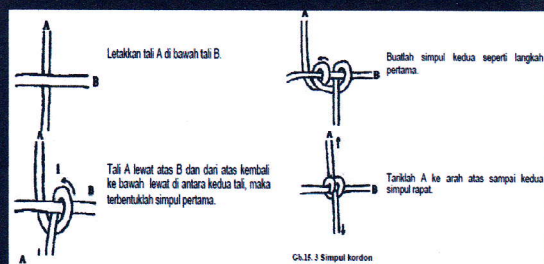 A
Letakkan tali A di bawah tali B.
B
A
1
B
Tali A lewat atas B dan dari atas kembali
ke bawah lewat di antara kedua tali, maka
terbentuklah simpul pertama.
A
A
Buatlah simpul kedua seperti langkah
pertama.
B
A
Tariklah A ke arah atas sampai kedua
simpul rapat.
B
Gb.15. 3 Simpul kordon